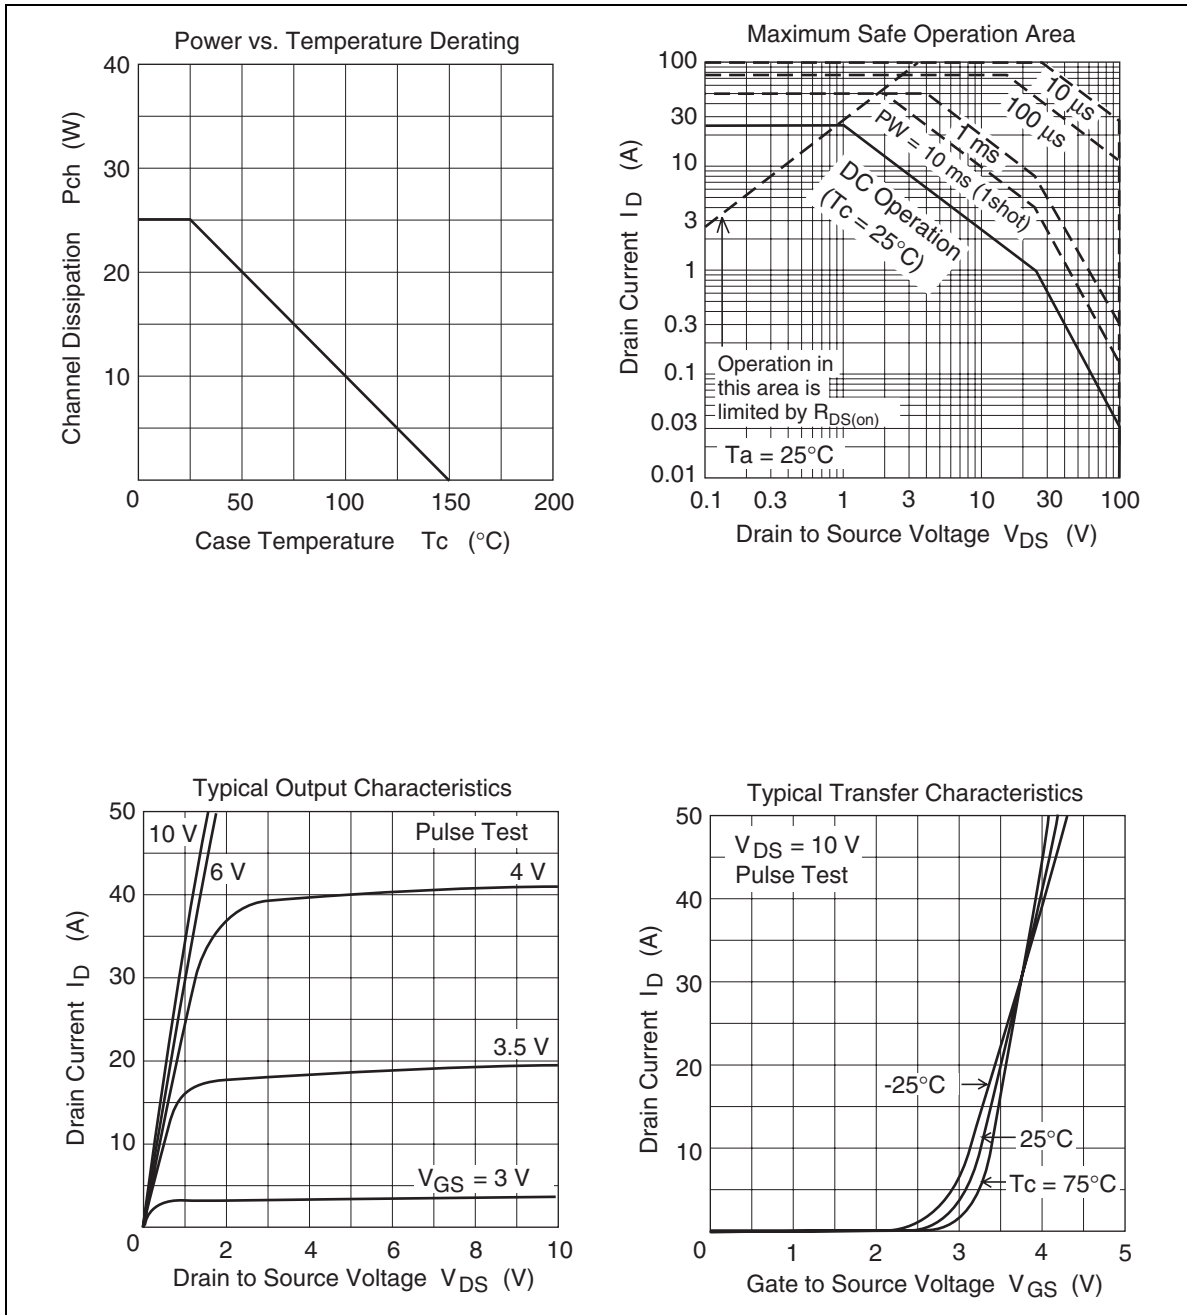 Power vs. Temperature Derating
40
30
20
10
0
50
100
150
200
Channel Dissipation Pch (W)
Case Temperature Tc (°C)
Maximum Safe Operation Area
100
30
10
3
1
0.3
0.1
0.03
0.01
0.1
0.3
1
3
10
30
100
Drain Current ID (A)
Drain to Source Voltage VDS (V)
10 µs
100 µs
1 ms
PW = 10 ms (1shot)
DC Operation
(Tc = 25°C)
Operation in
this area is
limited by RDS(on)
Ta = 25°C
Typical Output Characteristics
50
40
30
20
10
0
2
4
6
8
10
Drain Current ID (A)
Drain to Source Voltage VDS (V)
Pulse Test
10 V
6 V
4 V
3.5 V
VGS = 3 V
Typical Transfer Characteristics
50
40
30
20
10
0
1
2
3
4
5
Drain Current ID (A)
Gate to Source Voltage VGS (V)
VDS = 10 V
Pulse Test
-25°C
25°C
Tc = 75°C